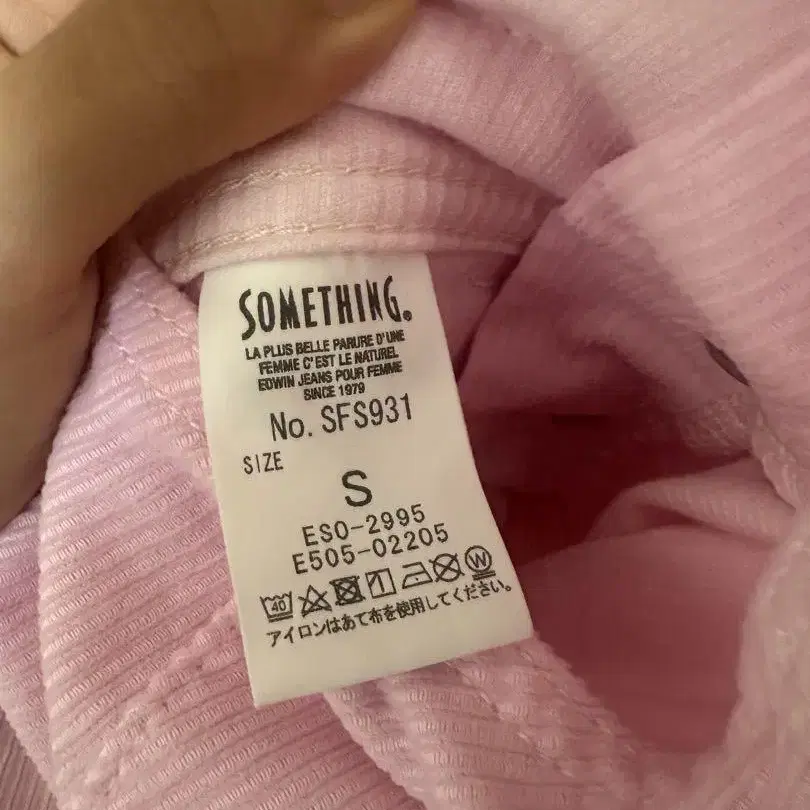 SOMETHING®
LA PLUS BELLE PARURE D'UNE
FEMME C'EST LE NATUREL
EDWIN JEANS POUR FEMME
SINCE 1979
No. SFS931
SIZE
S
ESO-2995
E505-02205
40 W
アイロンはあて布を使用してください。